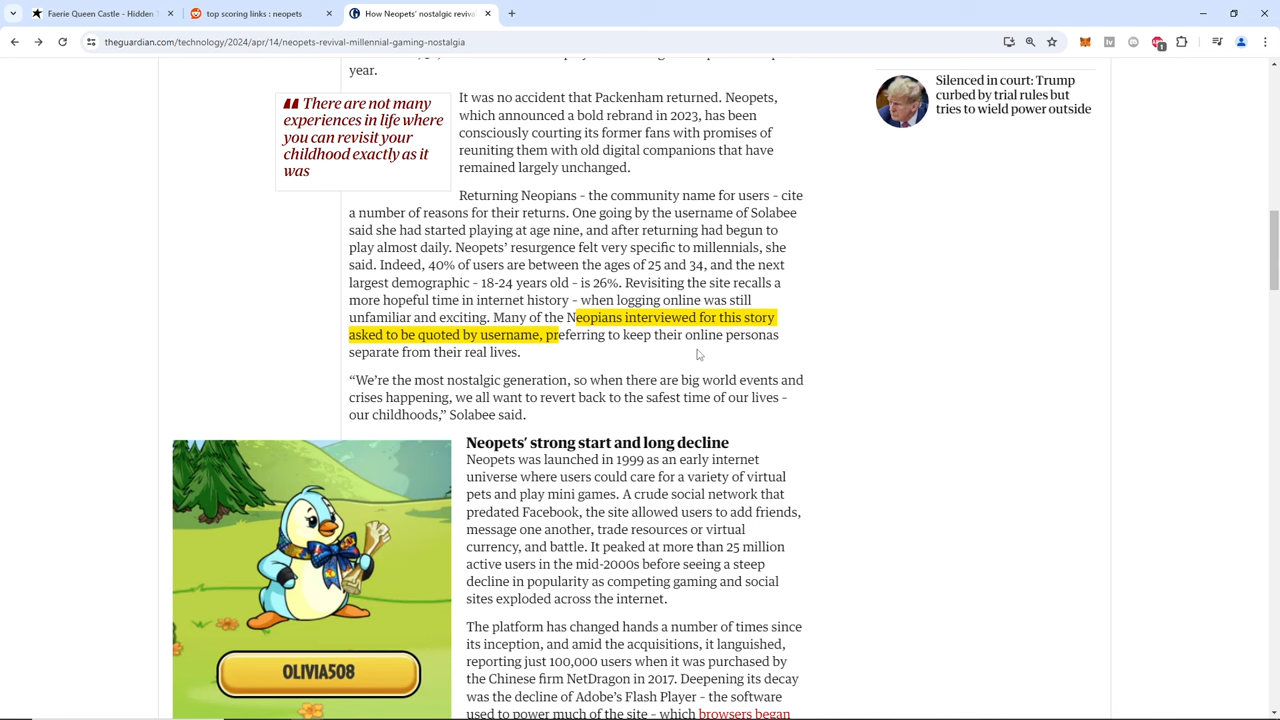 Faerie Queen Castle - Hidden T
top scoring links : neopets
How Neopets' nostalgic reviva
theguardian.com/technology/2024/apr/14/neopets-revival-millennial-gaming-nostalgia
year.
There are not many
experiences in life where
you can revisit your
childhood exactly as it
was
It was no accident that Packenham returned. Neopets,
which announced a bold rebrand in 2023, has been
consciously courting its former fans with promises of
reuniting them with old digital companions that have
remained largely unchanged.
Returning Neopians – the community name for users – cite
a number of reasons for their returns. One going by the username of Solabee
said she had started playing at age nine, and after returning had begun to
play almost daily. Neopets' resurgence felt very specific to millennials, she
said. Indeed, 40% of users are between the ages of 25 and 34, and the next
largest demographic – 18-24 years old – is 26%. Revisiting the site recalls a
more hopeful time in internet history – when logging online was still
unfamiliar and exciting. Many of the Neopians interviewed for this story
asked to be quoted by username, preferring to keep their online personas
separate from their real lives.
“We're the most nostalgic generation, so when there are big world events and
crises happening, we all want to revert back to the safest time of our lives –
our childhoods,” Solabee said.
OLIVIA508
Neopets' strong start and long decline
Neopets was launched in 1999 as an early internet
universe where users could care for a variety of virtual
pets and play mini games. A crude social network that
predated Facebook, the site allowed users to add friends,
message one another, trade resources or virtual
currency, and battle. It peaked at more than 25 million
active users in the mid-2000s before seeing a steep
decline in popularity as competing gaming and social
sites exploded across the internet.
The platform has changed hands a number of times since
its inception, and amid the acquisitions, it languished,
reporting just 100,000 users when it was purchased by
the Chinese firm NetDragon in 2017. Deepening its decay
was the decline of Adobe's Flash Player – the software
used to power much of the site – which browsers began
Silenced in court: Trump
curbed by trial rules but
tries to wield power outside